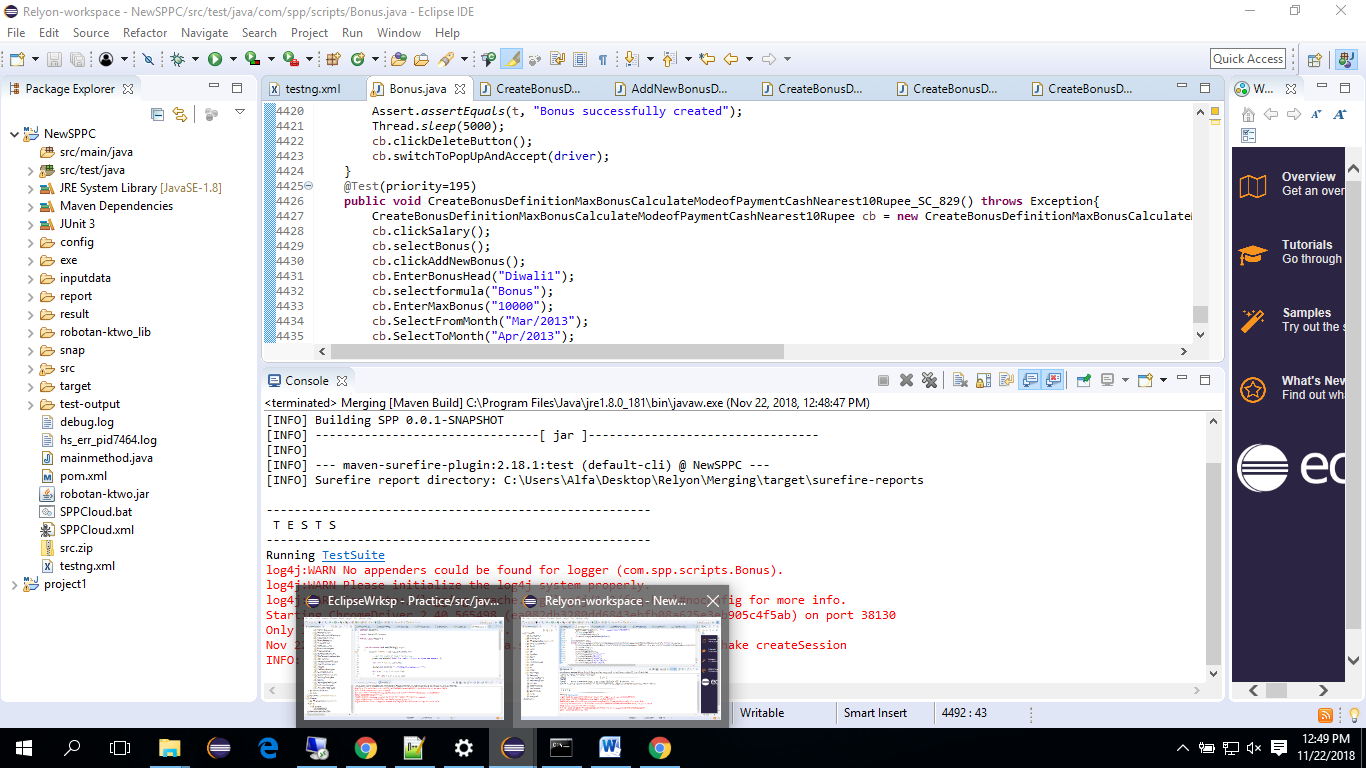 Relyon-workspace - NewSPPC/src/test/java/com/spp/scripts/Bonus.java - Eclipse IDE
File Edit Source Refactor Navigate Search Project Run Window Help
Quick Access
Package Explorer
NewSPPC
src/main/java
src/test/java
JRE System Library [JavaSE-1.8]
Maven Dependencies
JUnit 3
config
exe
inputdata
report
result
robotan-ktwo_lib
snap
src
target
test-output
debug.log
hs_err_pid7464.log
mainmethod.java
pom.xml
robotan-ktwo.jar
SPPCloud.bat
SPPCloud.xml
src.zip
testng.xml
project1
testng.xml Bonus.java CreateBonusD... AddNewBonusD... CreateBonusD... CreateBonusD... CreateBonusD...
4420 Assert.assertEquals(t, "Bonus successfully created");
4421 Thread.sleep(5000);
4422 cb.clickDeleteButton();
4423 cb.switchToPopUpAndAccept(driver);
4424 }
4425 @Test(priority=195)
4426 public void CreateBonusDefinitionMaxBonusCalculateModeofPaymentCashNearest10Rupee_SC_829() throws Exception{
4427 CreateBonusDefinitionMaxBonusCalculateModeofPaymentCashNearest10Rupee cb = new CreateBonusDefinitionMaxBonusCalculate
4428 cb.clickSalary();
4429 cb.selectBonus();
4430 cb.clickAddNewBonus();
4431 cb.EnterBonusHead("Diwali1");
4432 cb.selectformula("Bonus");
4433 cb.EnterMaxBonus("10000");
4434 cb.SelectFromMonth("Mar/2013");
4435 cb.SelectToMonth("Apr/2013");
Console
<terminated> Merging [Maven Build] C:\Program Files\Java\jre1.8.0_181\bin\javaw.exe (Nov 22, 2018, 12:48:47 PM)
[INFO] Building SPP 0.0.1-SNAPSHOT
[INFO] --------------------------------[ jar ]---------------------------------
[INFO]
[INFO] --- maven-surefire-plugin:2.18.1:test (default-cli) @ NewSPPC ---
[INFO] Surefire report directory: C:\Users\Alfa\Desktop\Relyon\Merging\target\surefire-reports
-------------------------------------------------------
T E S T S
-------------------------------------------------------
Running TestSuite
log4j:WARN No appenders could be found for logger (com.spp.scripts.Bonus).
log4j:WARN Please initialize the log4j system properly.
fig for more info.
905c4f5ab) on port 38130
Only
Nov 22 hake createSession
INFO:
EclipseWrksp - Practice/src/jav... Relyon-workspace - New...
W...
Overview
Get an over
Tutorials
Go through
Samples
Try out the s
What's New
Find out wha
ec
Writable Smart Insert 4492 : 43
12:49 PM
11/22/2018